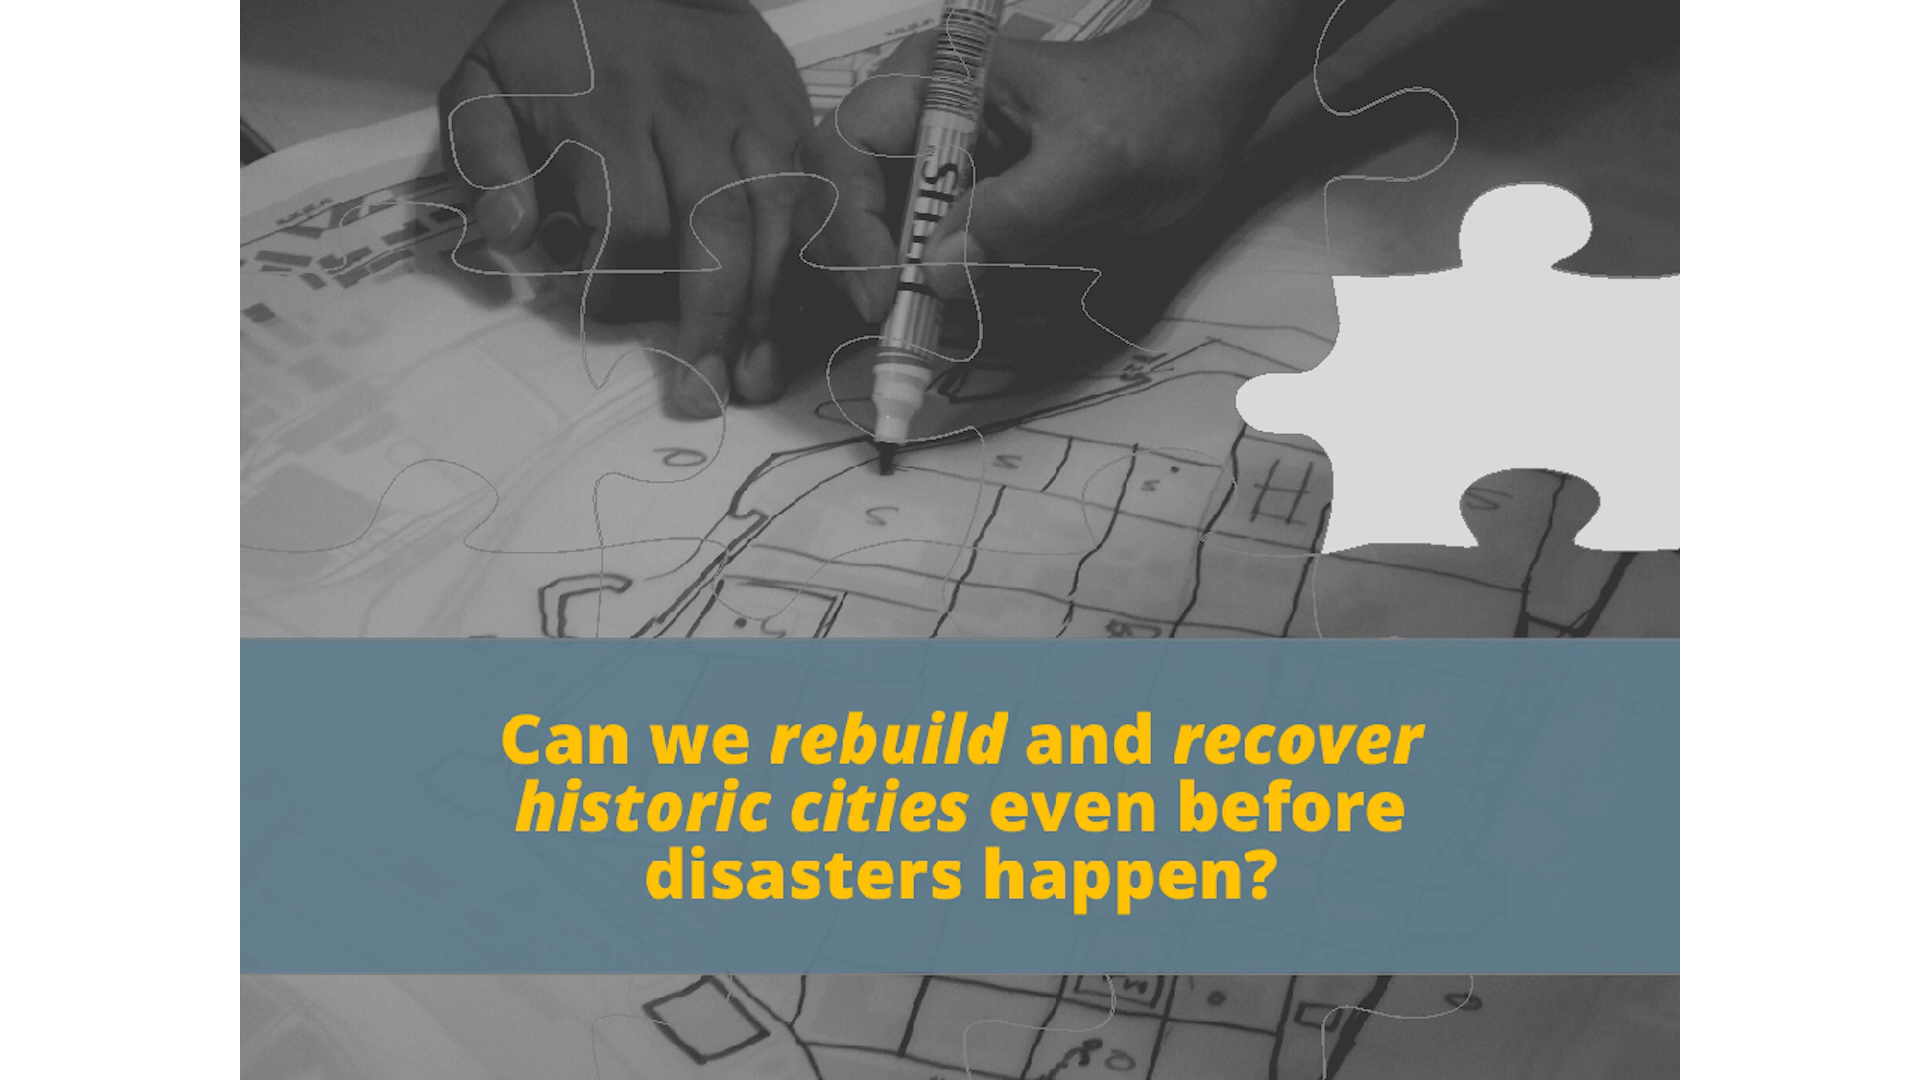 Can we rebuild and recover
historic cities even before
disasters happen?